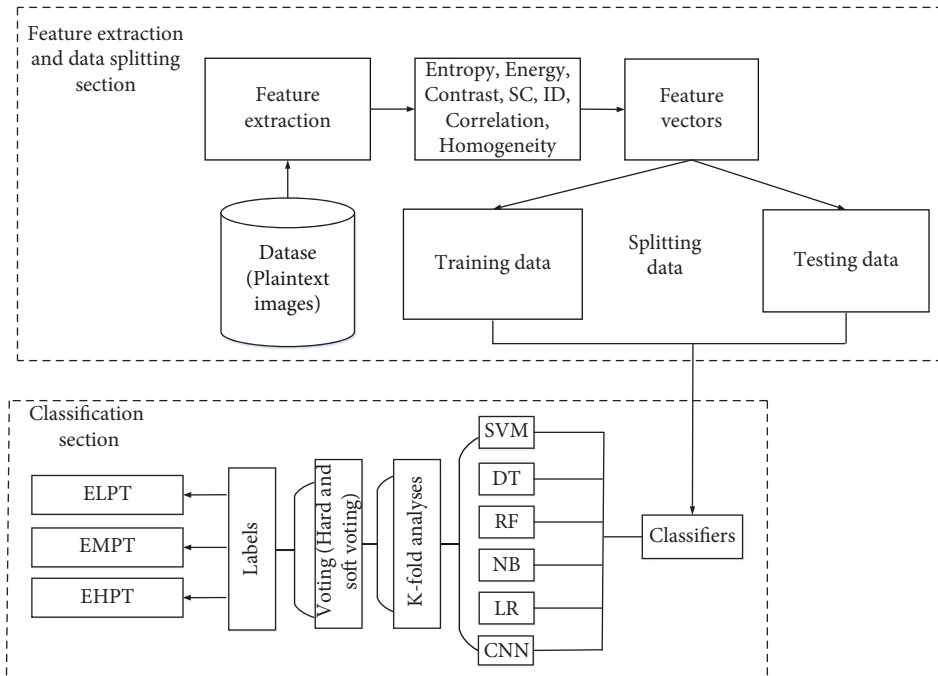 Feature extraction
and data splitting
section
Feature
extraction
Entropy, Energy,
Contrast, SC, ID,
Correlation,
Homogeneity
Feature
vectors
Datase
(Plaintext
images)
Training data
Splitting
data
Testing data
Classification
section
ELPT
EMPT
EHPT
Labels
Voting (Hard and
soft voting)
K-fold analyses
SVM
DT
RF
NB
LR
CNN
Classifiers